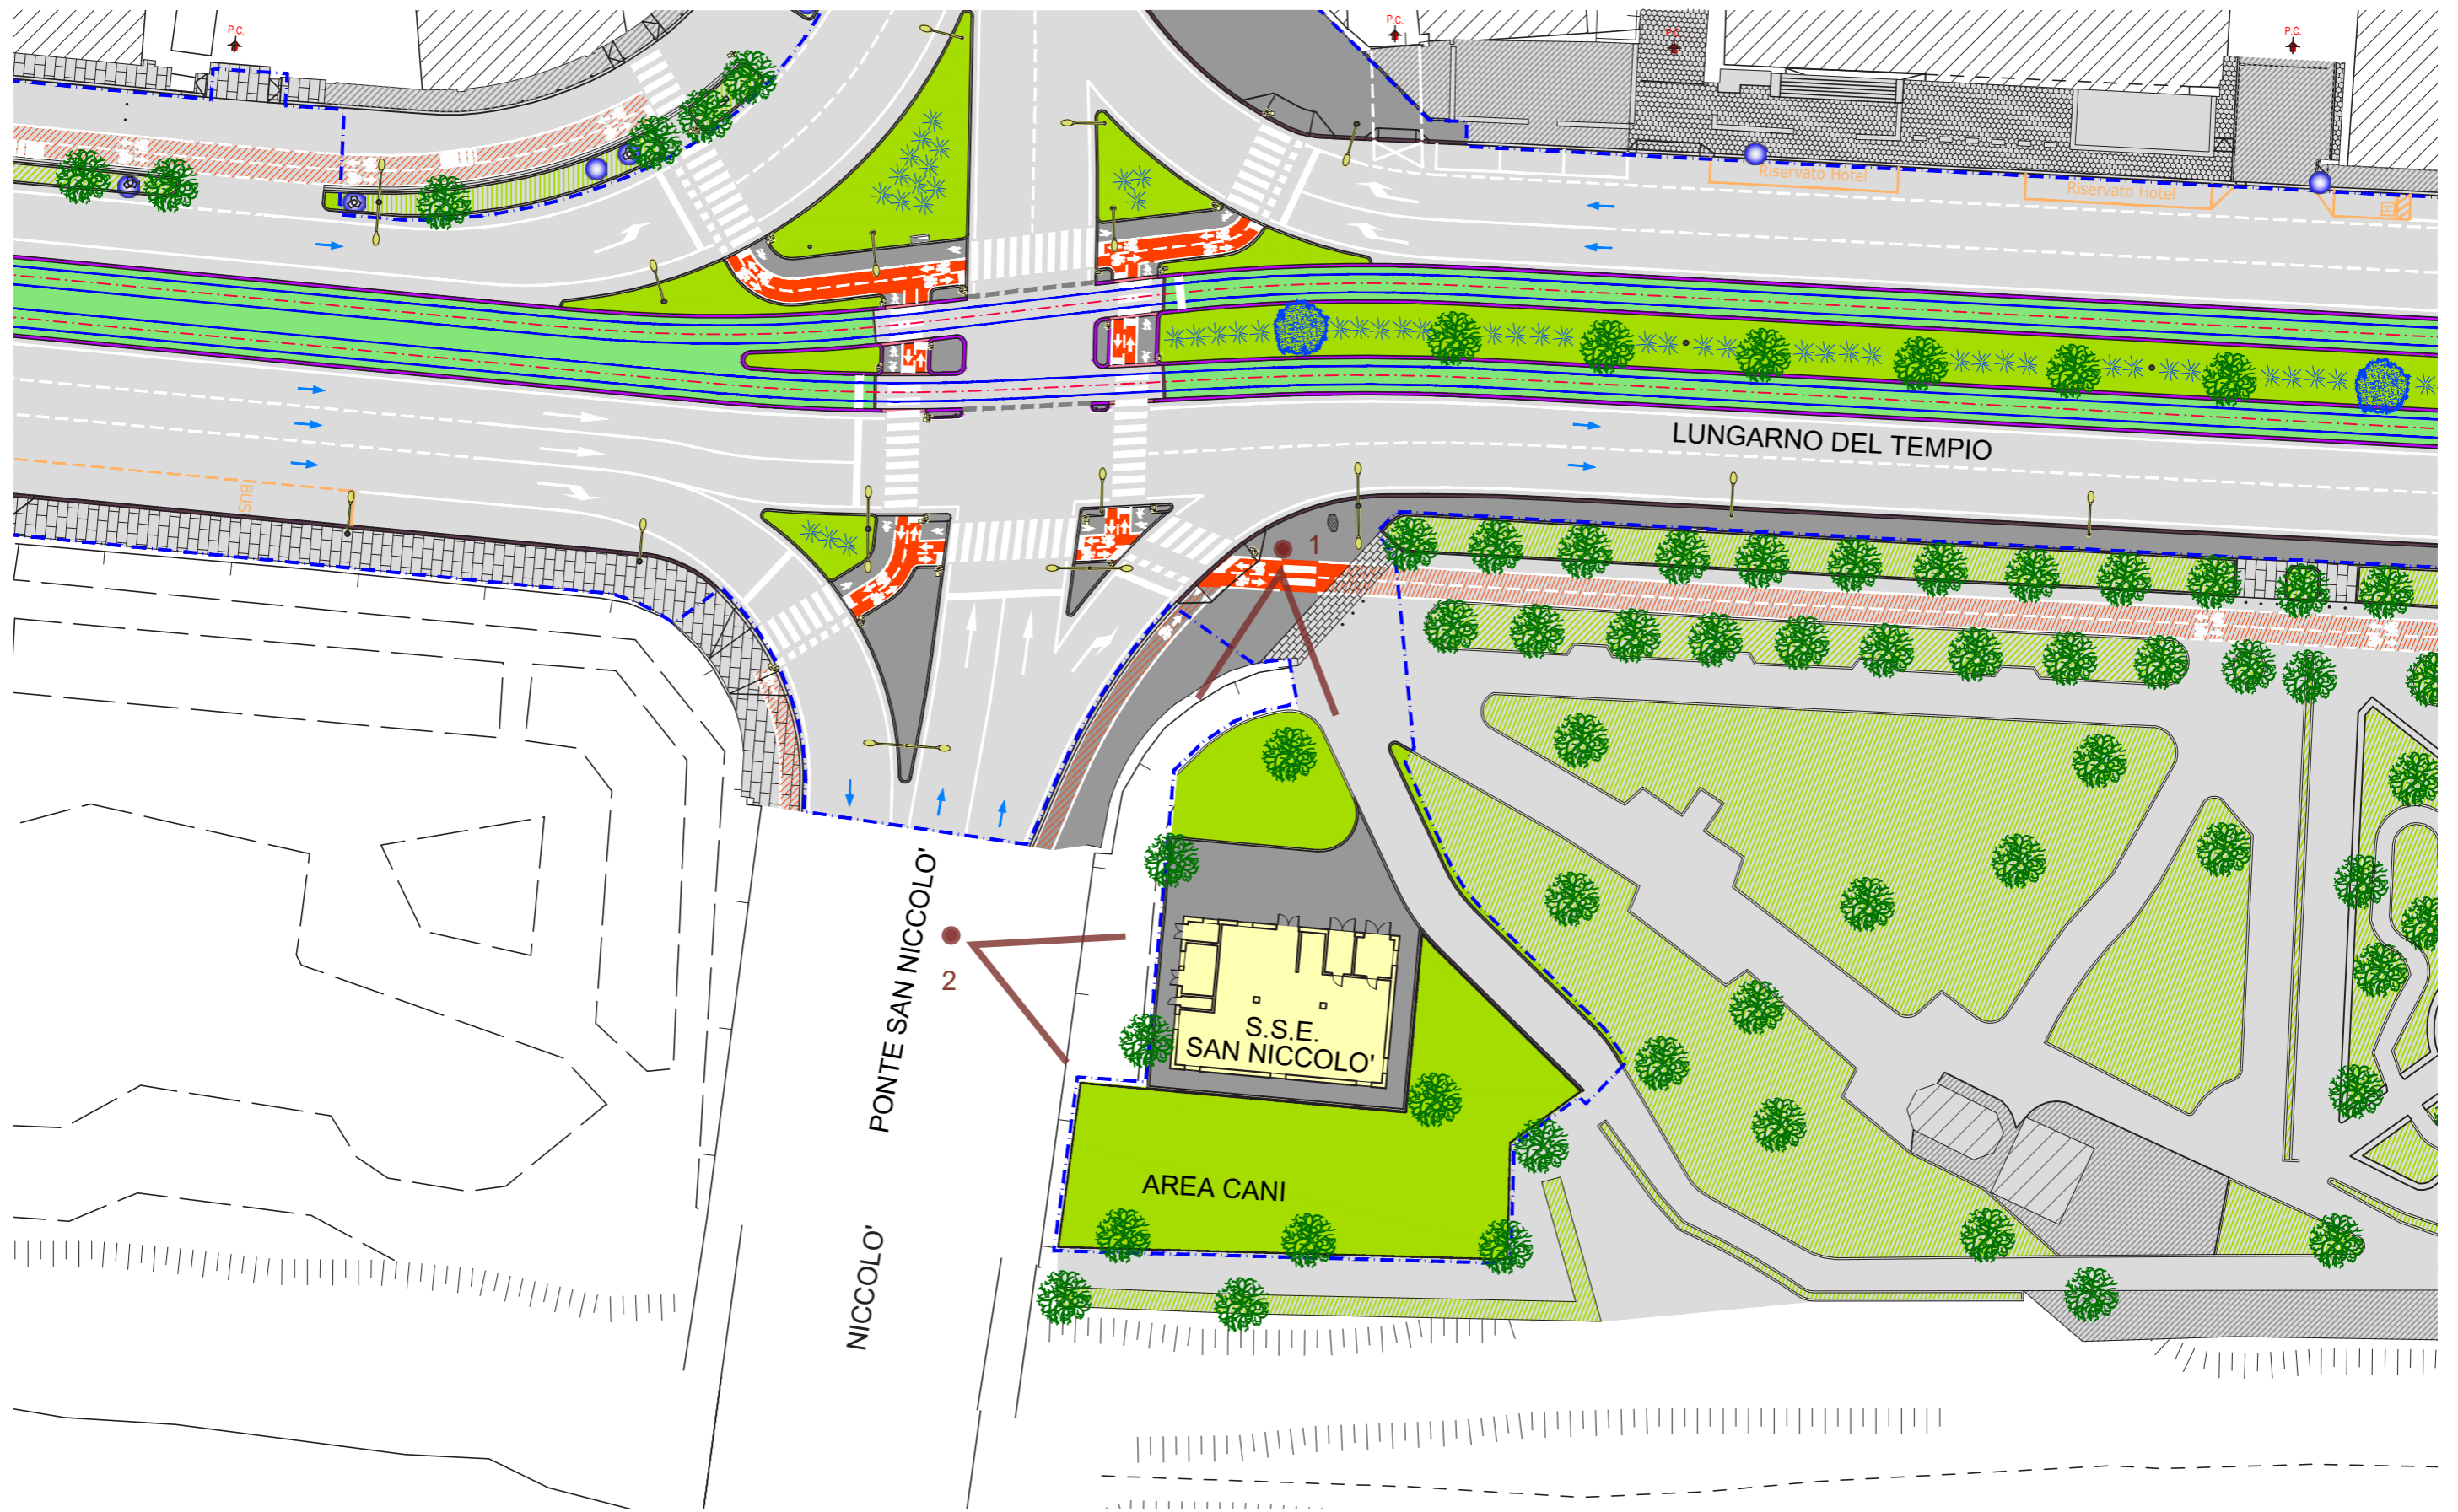 P.C.
P.C.
P.C.
P.C.
Riservato Hotel
Riservato Hotel
LUNGARNO DEL TEMPIO
BUS
1
PONTE SAN NICCOLO'
2
S.S.E.
SAN NICCOLO'
AREA CANI
NICCOLO'